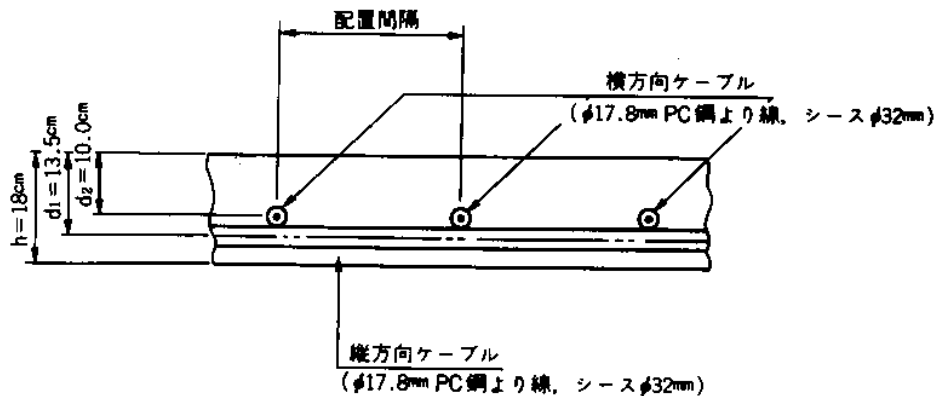 配置間隔
横方向ケーブル
(φ17.8mm PC鋼より線, シースφ32mm)
h=18cm
d₁=13.5cm
d₂=10.0cm
縦方向ケーブル
(φ17.8mm PC鋼より線, シースφ32mm)